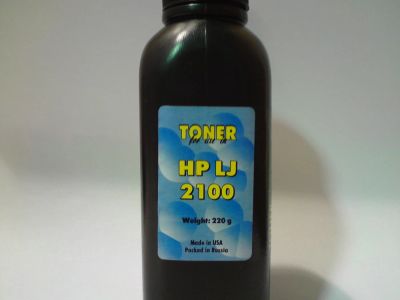 TONER
for use in
HP LJ
2100
Weight: 220 g
Made in USA
Packed in Russia